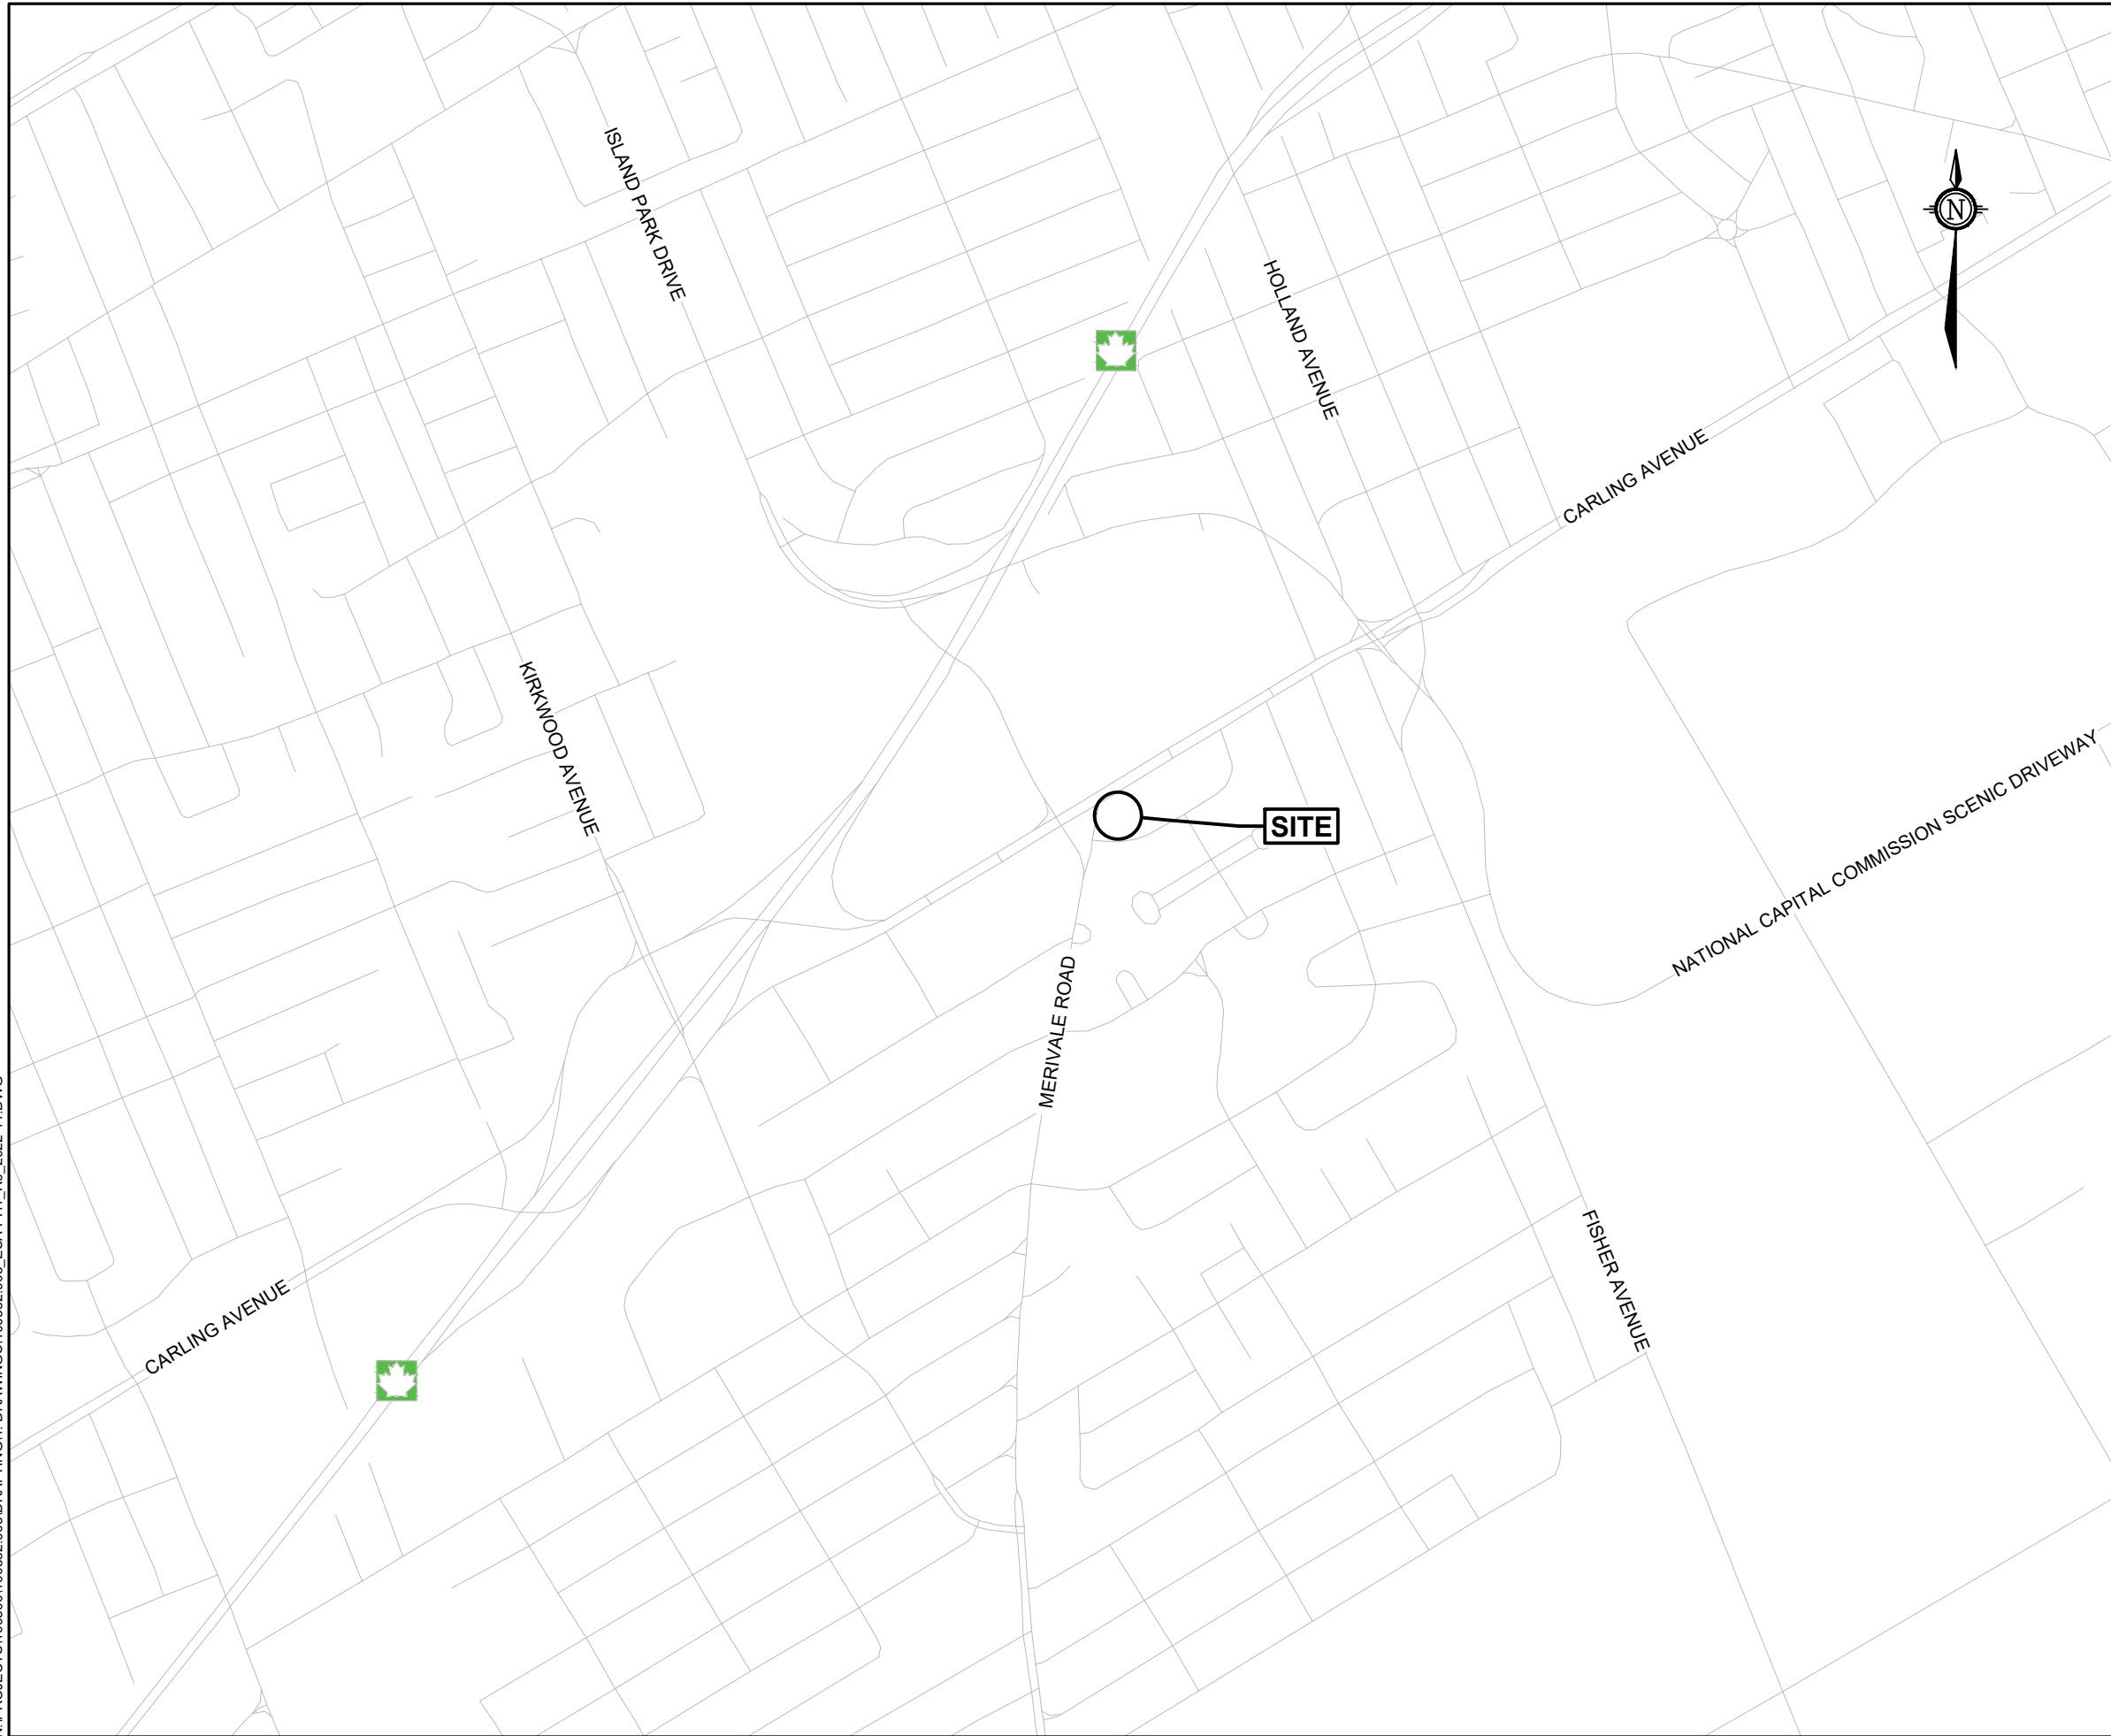 ISLAND PARK DRIVE
N
HOLLAND AVENUE
CARLING AVENUE
KIRKWOOD AVENUE
NATIONAL CAPITAL COMMISSION SCENIC DRIVEWAY
SITE
MERIVALE ROAD
FISHER AVENUE
CARLING AVENUE